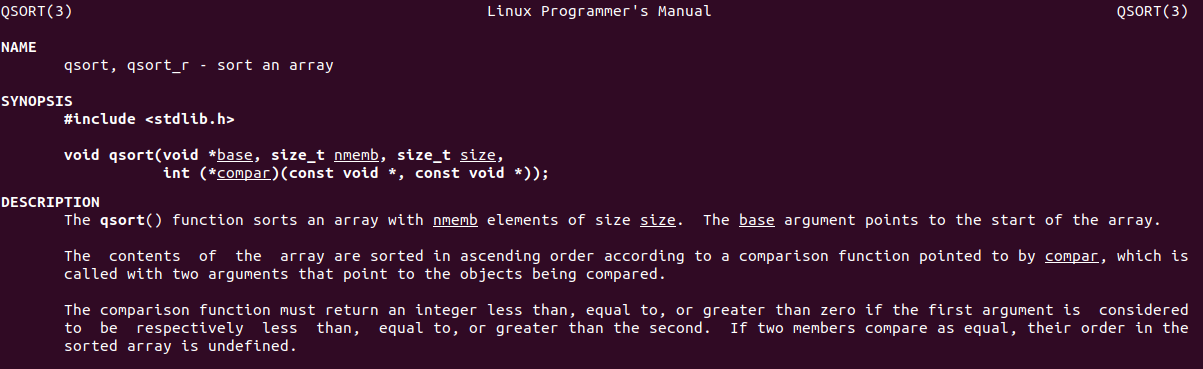 QSORT(3) Linux Programmer's Manual QSORT(3)
NAME
qsort, qsort_r - sort an array
SYNOPSIS
#include <stdlib.h>
void qsort(void *base, size_t nmemb, size_t size,
int (*compar)(const void *, const void *));
DESCRIPTION
The qsort() function sorts an array with nmemb elements of size size. The base argument points to the start of the array.
The contents of the array are sorted in ascending order according to a comparison function pointed to by compar, which is
called with two arguments that point to the objects being compared.
The comparison function must return an integer less than, equal to, or greater than zero if the first argument is considered
to be respectively less than, equal to, or greater than the second. If two members compare as equal, their order in the
sorted array is undefined.